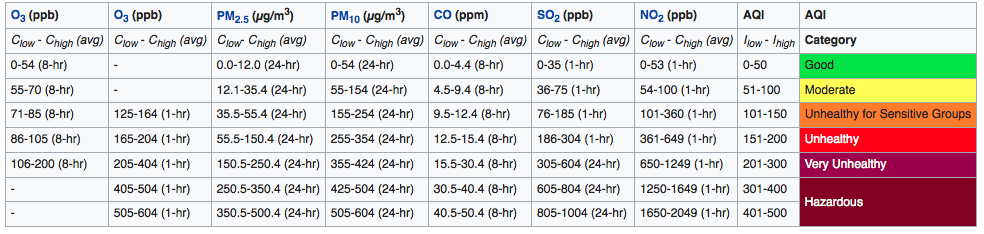 O3 (ppb) O3 (ppb) PM2.5 (µg/m3) PM10 (µg/m3) CO (ppm) SO2 (ppb) NO2 (ppb) AQI AQI
Clow - Chigh (avg) Clow - Chigh (avg) Clow- Chigh (avg) Clow - Chigh (avg) Clow - Chigh (avg) Clow - Chigh (avg) Clow - Chigh (avg) Ilow - Ihigh Category
0-54 (8-hr) - 0.0-12.0 (24-hr) 0-54 (24-hr) 0.0-4.4 (8-hr) 0-35 (1-hr) 0-53 (1-hr) 0-50 Good
55-70 (8-hr) - 12.1-35.4 (24-hr) 55-154 (24-hr) 4.5-9.4 (8-hr) 36-75 (1-hr) 54-100 (1-hr) 51-100 Moderate
71-85 (8-hr) 125-164 (1-hr) 35.5-55.4 (24-hr) 155-254 (24-hr) 9.5-12.4 (8-hr) 76-185 (1-hr) 101-360 (1-hr) 101-150 Unhealthy for Sensitive Groups
86-105 (8-hr) 165-204 (1-hr) 55.5-150.4 (24-hr) 255-354 (24-hr) 12.5-15.4 (8-hr) 186-304 (1-hr) 361-649 (1-hr) 151-200 Unhealthy
106-200 (8-hr) 205-404 (1-hr) 150.5-250.4 (24-hr) 355-424 (24-hr) 15.5-30.4 (8-hr) 305-604 (24-hr) 650-1249 (1-hr) 201-300 Very Unhealthy
- 405-504 (1-hr) 250.5-350.4 (24-hr) 425-504 (24-hr) 30.5-40.4 (8-hr) 605-804 (24-hr) 1250-1649 (1-hr) 301-400 Hazardous
- 505-604 (1-hr) 350.5-500.4 (24-hr) 505-604 (24-hr) 40.5-50.4 (8-hr) 805-1004 (24-hr) 1650-2049 (1-hr) 401-500